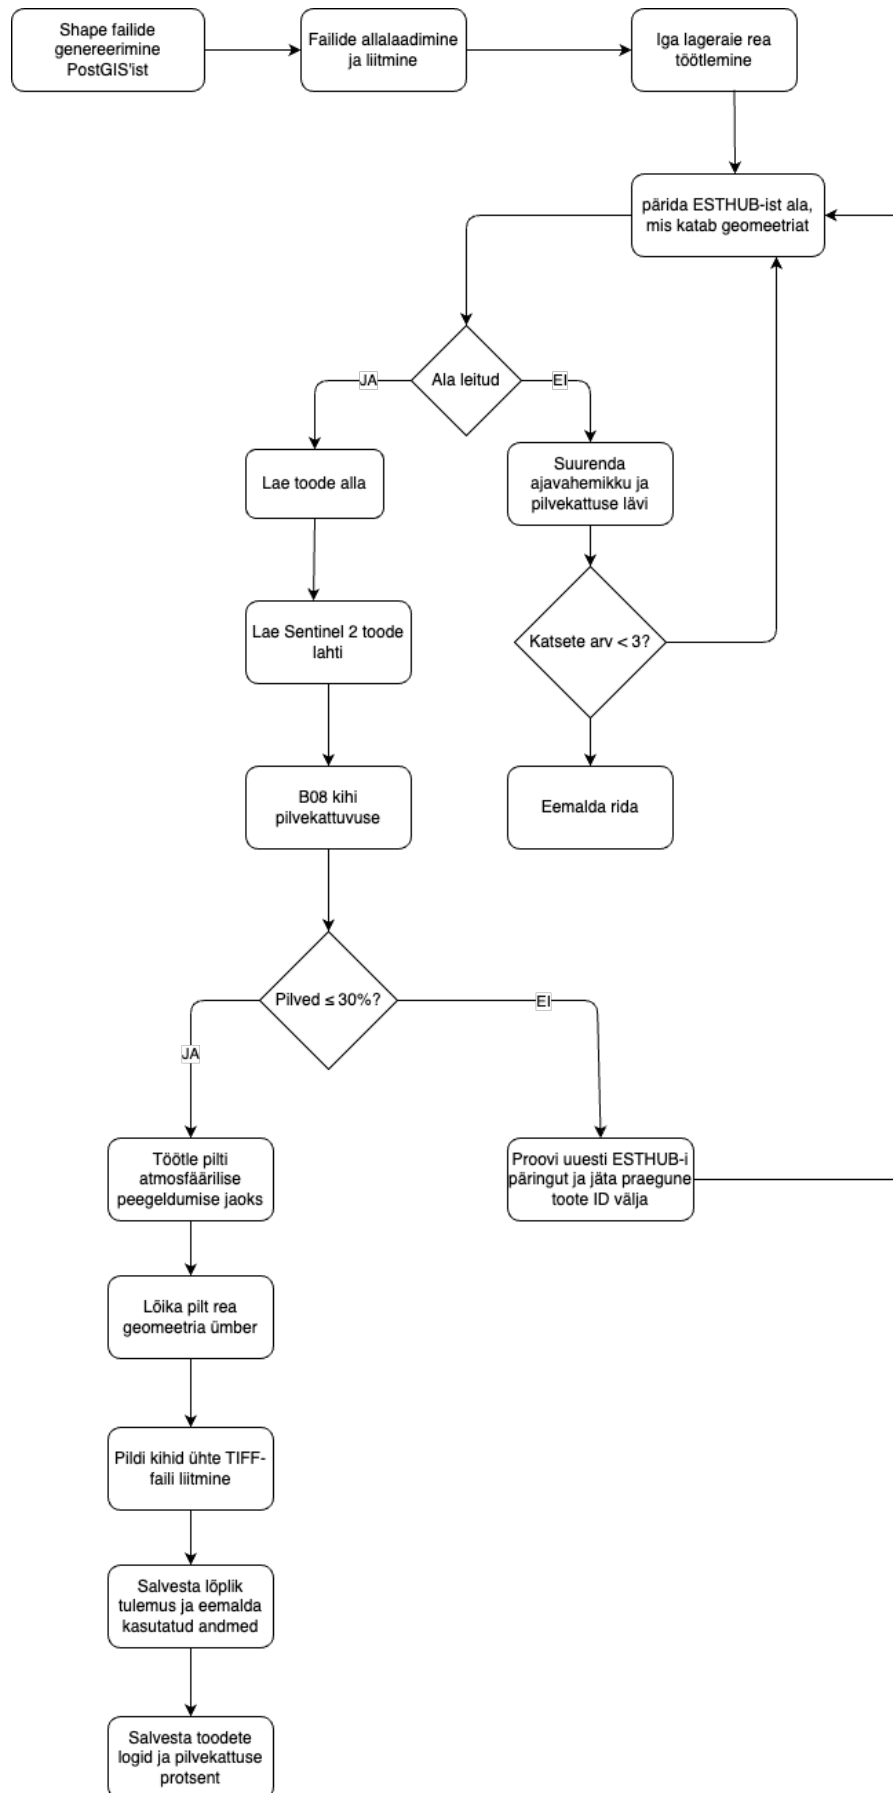 Shape failide
genereerimine
PostGIS'ist
Failide allalaadimine
ja liitmine
Iga lageraie rea
töötlemine
pärida ESTHUB-ist ala,
mis katab geomeetriat
Ala leitud
JA
EI
Lae toode alla
Suurenda
ajavahemikku ja
pilvekattuse lävi
Lae Sentinel 2 toode
lahti
Katsete arv < 3?
B08 kihi
pilvekattuvuse
Eemalda rida
Pilved ≤ 30%?
EI
JA
Töötle pilti
atmosfäärilise
peegeldumise jaoks
Proovi uuesti ESTHUB-i
päringut ja jäta praegune
toote ID välja
Lõika pilt rea
geomeetria ümber
Pildi kihid ühte TIFF-
faili liitmine
Salvesta lõplik
tulemus ja eemalda
kasutatud andmed
Salvesta toodete
logid ja pilvekattuse
protsent